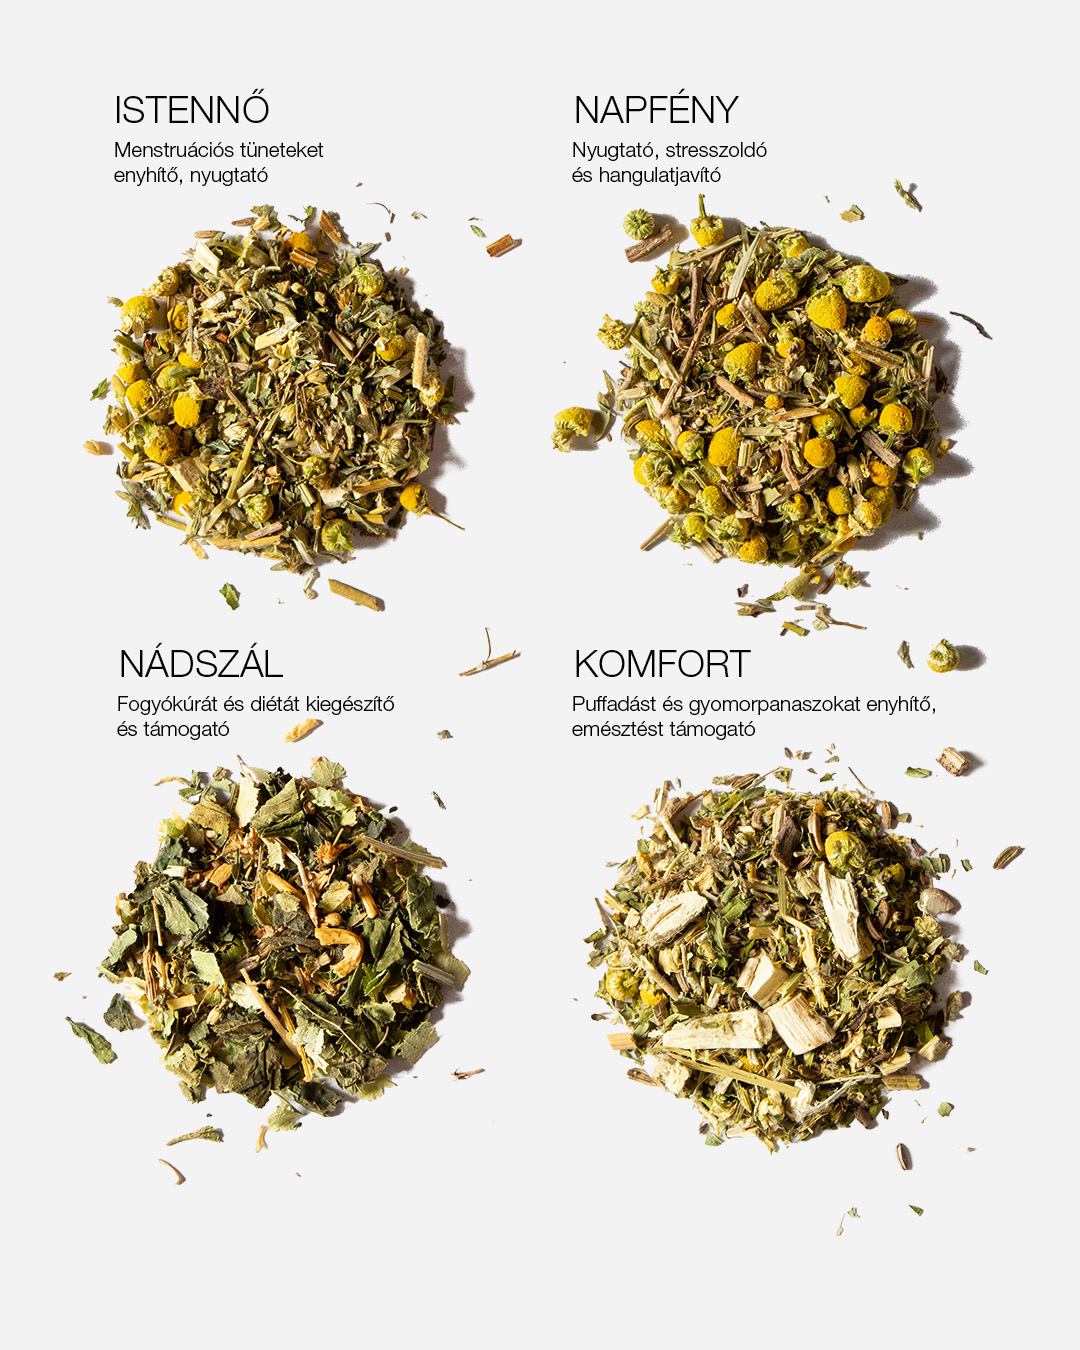 ISTENNŐ
Menstruációs tüneteket
enyhítő, nyugtató
NAPFÉNY
Nyugtató, stresszoldó
és hangulatjavító
NÁDSZÁL
Fogyókúrát és diétát kiegészítő
és támogató
KOMFORT
Puffadást és gyomorpanaszokat enyhítő,
emésztést támogató